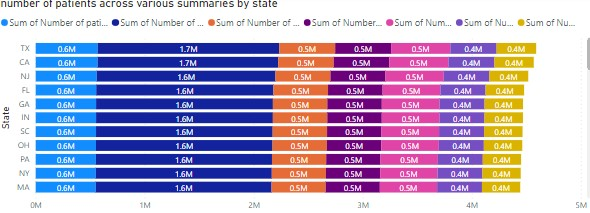 number of patients across various summaries by state
Sum of Number of pati... Sum of Number of ... Sum of Number of ... Sum of Number... Sum of Num... Sum of Nu... Sum of Nu...
TX 0.6M 1.7M 0.5M 0.5M 0.5M 0.4M 0.4M
CA 0.6M 1.7M 0.5M 0.5M 0.5M 0.4M 0.4M
NJ 0.6M 1.6M 0.5M 0.5M 0.5M 0.4M 0.4M
FL 0.6M 1.6M 0.5M 0.5M 0.5M 0.4M 0.4M
GA 0.6M 1.6M 0.5M 0.5M 0.5M 0.4M 0.4M
IN 0.6M 1.6M 0.5M 0.5M 0.5M 0.4M 0.4M
SC 0.6M 1.6M 0.5M 0.5M 0.5M 0.4M 0.4M
OH 0.6M 1.6M 0.5M 0.5M 0.5M 0.4M 0.4M
PA 0.6M 1.6M 0.5M 0.5M 0.5M 0.4M 0.4M
NY 0.6M 1.6M 0.5M 0.5M 0.5M 0.4M 0.4M
MA 0.6M 1.6M 0.5M 0.5M 0.5M 0.4M 0.4M
State
0M 1M 2M 3M 4M 5M